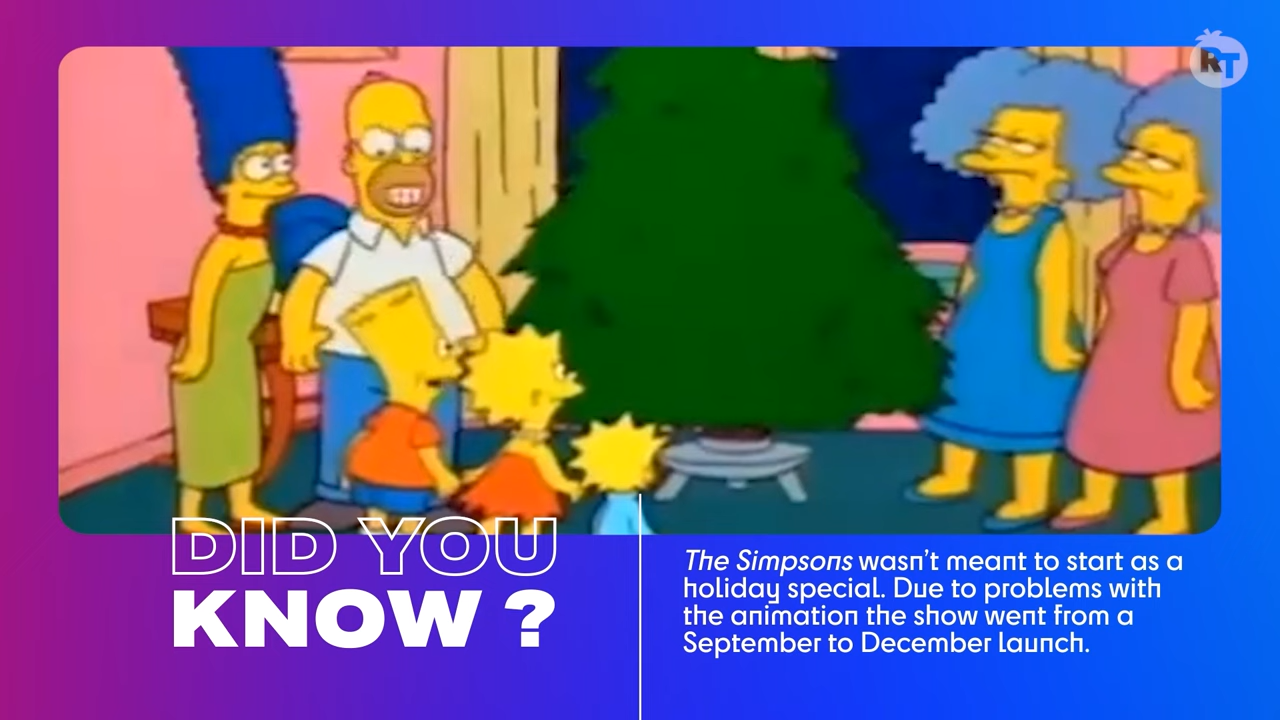 RT
DID YOU
KNOW ?
The Simpsons wasn't meant to start as a
holiday special. Due to problems with
the animation the show went from a
September to December launch.